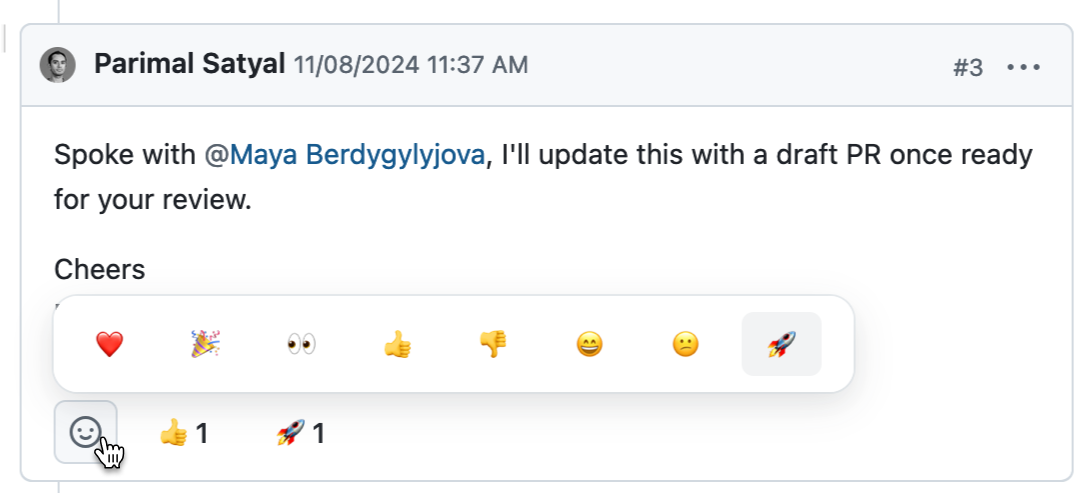 Parimal Satyal 11/08/2024 11:37 AM
#3
Spoke with @Maya Berdygylyjova, I'll update this with a draft PR once ready
for your review.
Cheers
❤️ 🎉 👀 👍 👎 😄 😕 🚀
👍 1 🚀 1